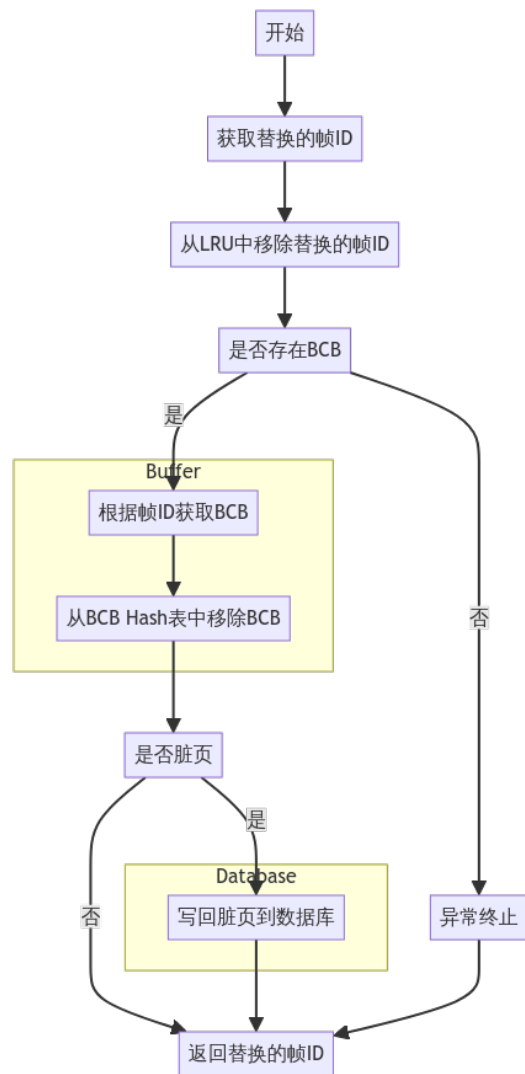 开始
获取替换的帧ID
从LRU中移除替换的帧ID
是否存在BCB
是
Buffer
根据帧ID获取BCB
从BCB Hash表中移除BCB
否
是否脏页
是
Database
否
写回脏页到数据库
异常终止
返回替换的帧ID